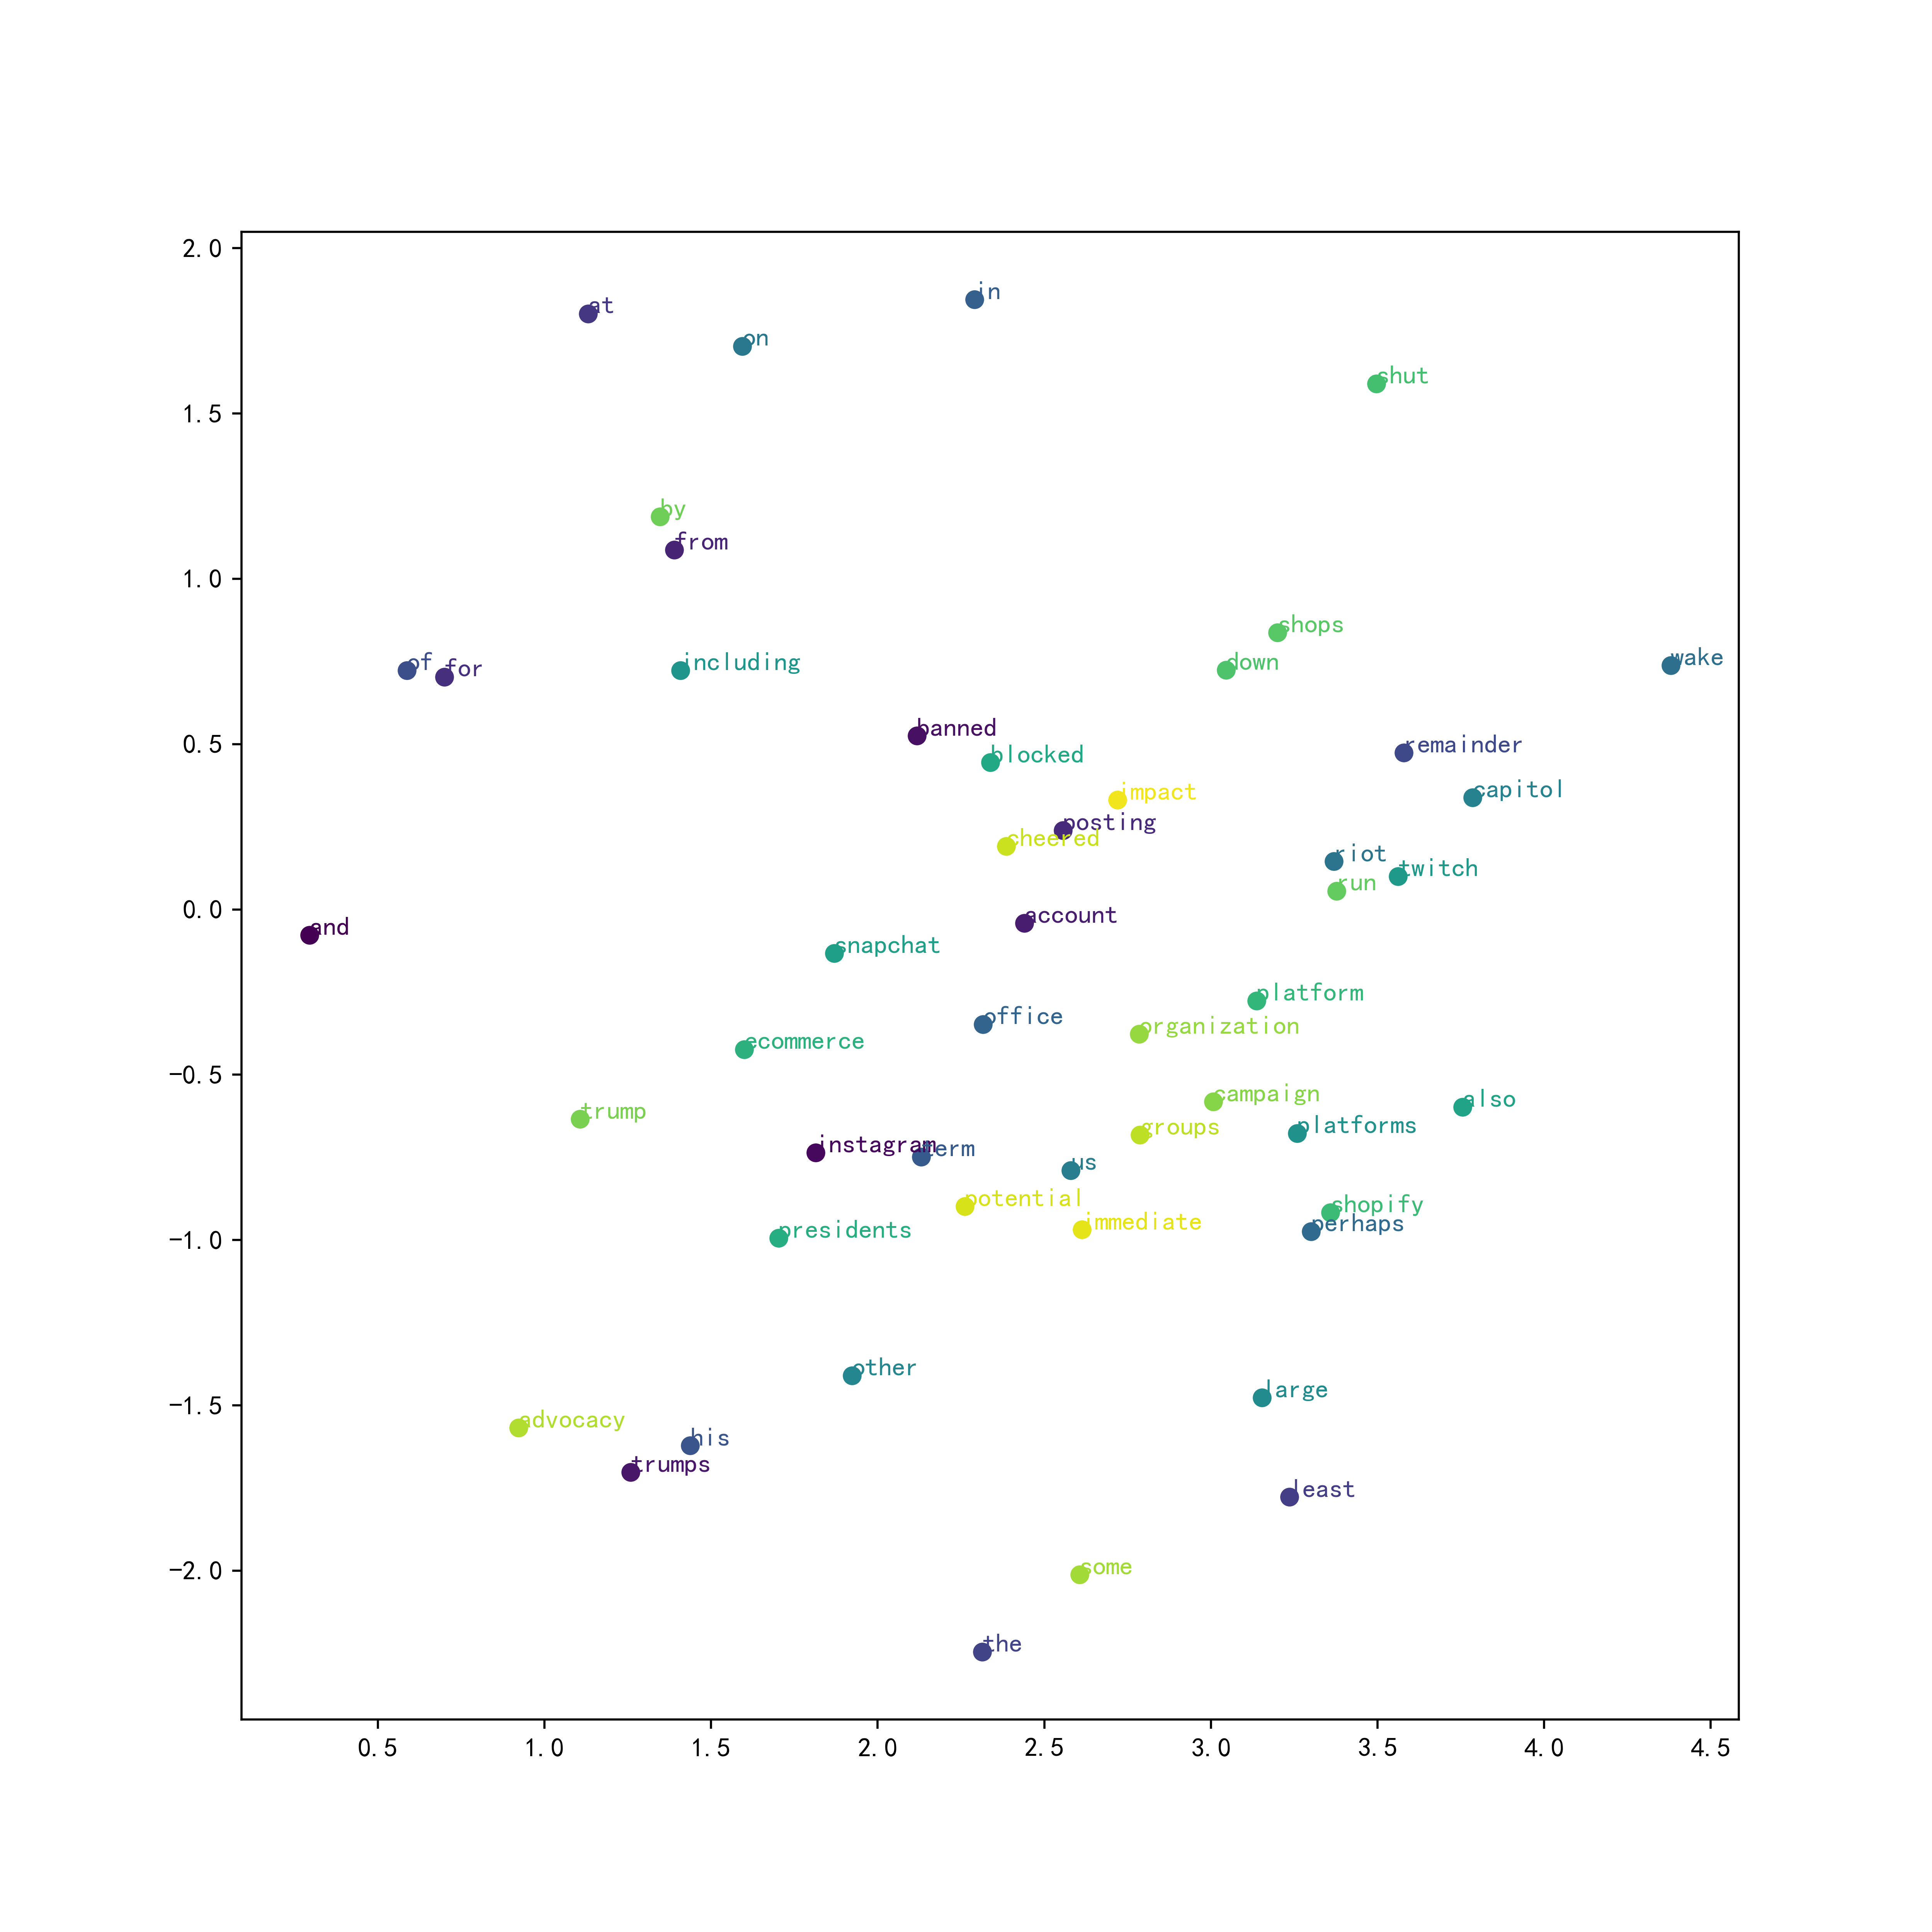 2.0
in
at
on
shut
1.5
by
from
1.0
shops
of
for
including
down
wake
banned
0.5
remainder
blocked
impact
capitol
posting
cheered
riot
twitch
run
0.0
account
and
snapchat
platform
office
organization
ecommerce
-0.5
campaign
also
trump
groups
platforms
instagram
term
us
potential
shopify
immediate
perhaps
presidents
-1.0
other
large
-1.5
advocacy
his
trumps
least
some
-2.0
the
0.5 1.0 1.5 2.0 2.5 3.0 3.5 4.0 4.5